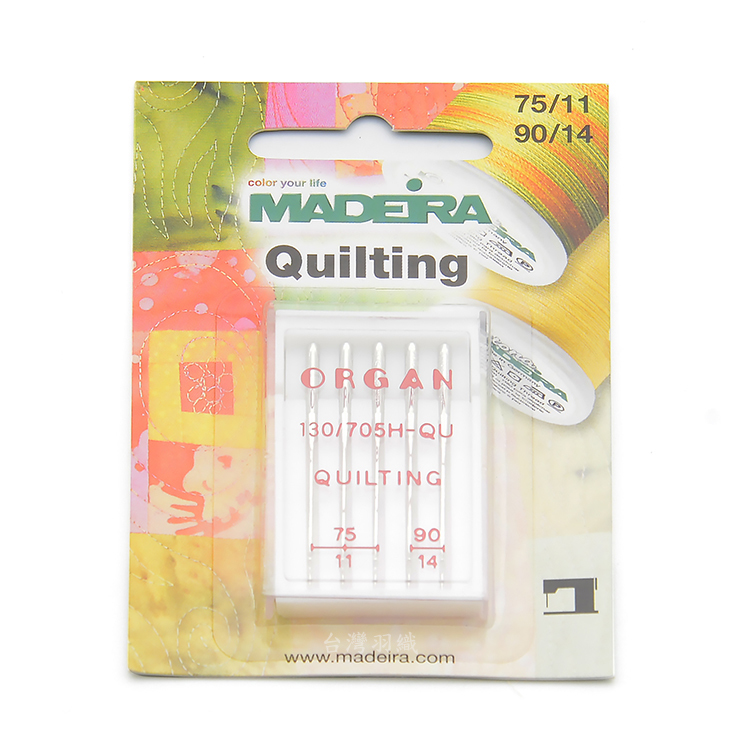 75/11
90/14
color your life
MADEIRA
Quilting
ORGAN
130/705H-QU
QUILTING
75
11
90
14
台灣羽織
www.madeira.com